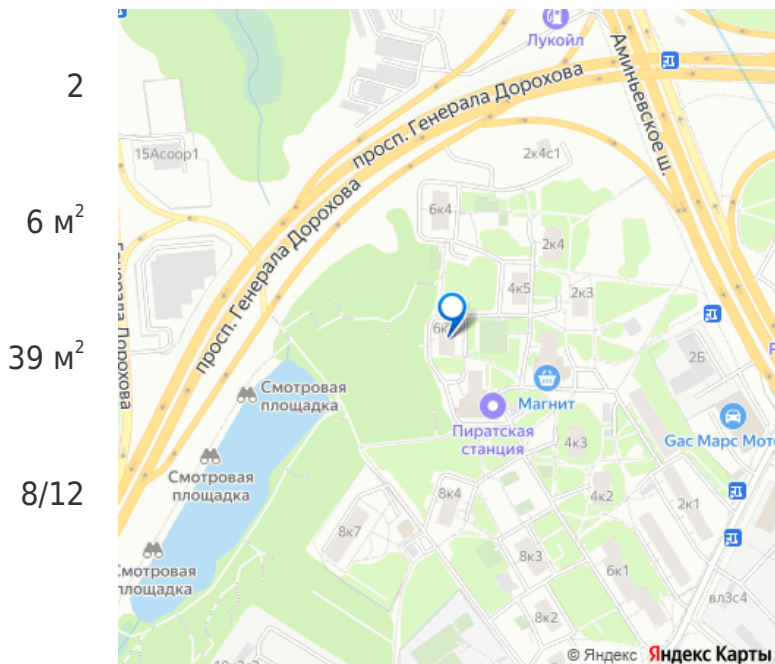 2
6 м²
39 м²
8/12
Лукойл
просп. Генерала Дорохова
Аминьевское ш.
15Асоор1
2к4с1
6к4
2к4
4к5
2к3
просп. Генерала Дорохова
Генерала Дорохова
2Б
Магнит
Смотровая
площадка
Пиратская
станция
Gac Марс Мото
4к3
Смотровая
площадка
8к4
4к2
2к1
8к7
8к3
6к1
Смотровая
площадка
8к2
вл3с4
© Яндекс Яндекс Карты